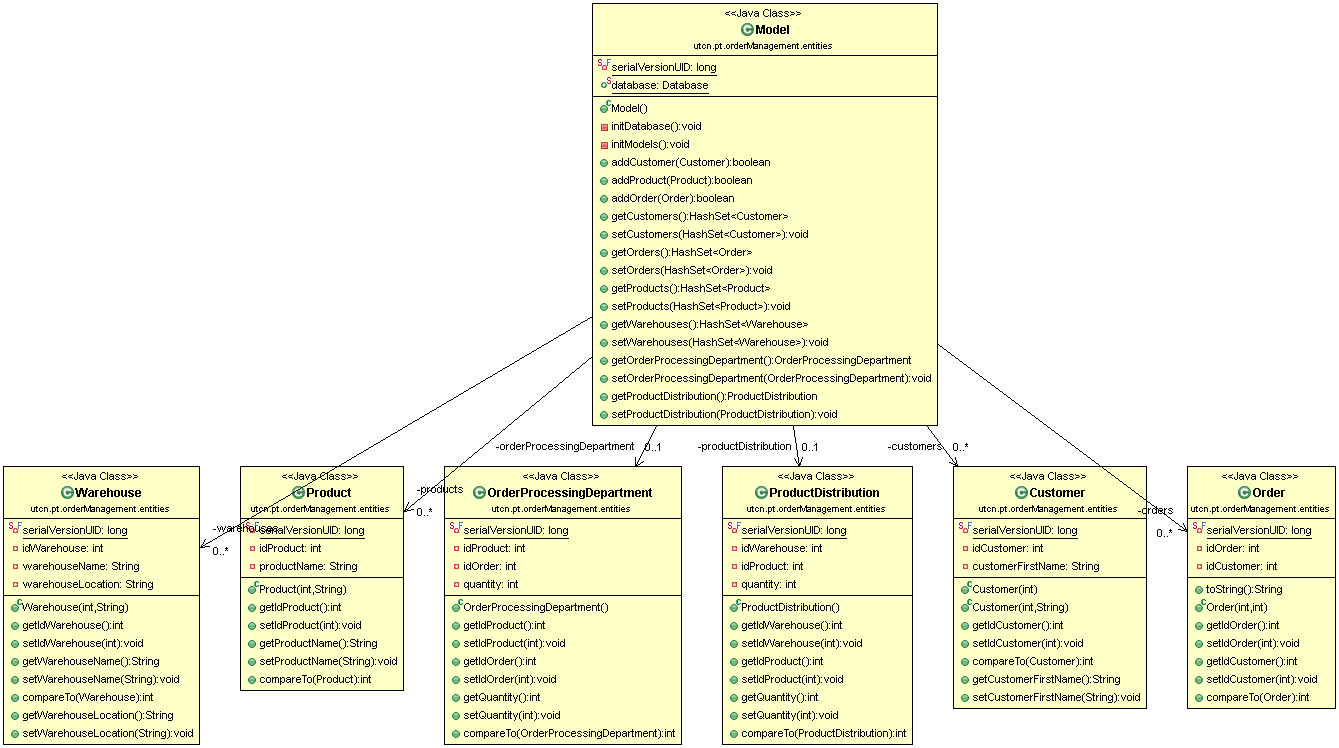 <<Java Class>>
Model
utcn.pt.orderManagement.entities
serialVersionUID: long
database: Database
Model()
initDatabase():void
initModels():void
addCustomer(Customer):boolean
addProduct(Product):boolean
addOrder(Order):boolean
getCustomers():HashSet<Customer>
setCustomers(HashSet<Customer>):void
getOrders():HashSet<Order>
setOrders(HashSet<Order>):void
getProducts():HashSet<Product>
setProducts(HashSet<Product>):void
getWarehouses():HashSet<Warehouse>
setWarehouses(HashSet<Warehouse>):void
getOrderProcessingDepartment():OrderProcessingDepartment
setOrderProcessingDepartment(OrderProcessingDepartment):void
getProductDistribution():ProductDistribution
setProductDistribution(ProductDistribution):void
-warehouses
0..*
-products
0..*
-orderProcessingDepartment
0..1
-productDistribution
0..1
-customers
0..*
-orders
0..*
<<Java Class>>
Warehouse
utcn.pt.orderManagement.entities
serialVersionUID: long
idWarehouse: int
warehouseName: String
warehouseLocation: String
Warehouse(int,String)
getIdWarehouse():int
setIdWarehouse(int):void
getWarehouseName():String
setWarehouseName(String):void
compareTo(Warehouse):int
getWarehouseLocation():String
setWarehouseLocation(String):void
<<Java Class>>
Product
utcn.pt.orderManagement.entities
serialVersionUID: long
idProduct: int
productName: String
Product(int,String)
getIdProduct():int
setIdProduct(int):void
getProductName():String
setProductName(String):void
compareTo(Product):int
<<Java Class>>
OrderProcessingDepartment
utcn.pt.orderManagement.entities
serialVersionUID: long
idProduct: int
idOrder: int
quantity: int
OrderProcessingDepartment()
getIdProduct():int
setIdProduct(int):void
getIdOrder():int
setIdOrder(int):void
getQuantity():int
setQuantity(int):void
compareTo(OrderProcessingDepartment):int
<<Java Class>>
ProductDistribution
utcn.pt.orderManagement.entities
serialVersionUID: long
idWarehouse: int
idProduct: int
quantity: int
ProductDistribution()
getIdWarehouse():int
setIdWarehouse(int):void
getIdProduct():int
setIdProduct(int):void
getQuantity():int
setQuantity(int):void
compareTo(ProductDistribution):int
<<Java Class>>
Customer
utcn.pt.orderManagement.entities
serialVersionUID: long
idCustomer: int
customerFirstName: String
Customer(int)
Customer(int,String)
getIdCustomer():int
setIdCustomer(int):void
compareTo(Customer):int
getCustomerFirstName():String
setCustomerFirstName(String):void
<<Java Class>>
Order
utcn.pt.orderManagement.entities
serialVersionUID: long
idOrder: int
idCustomer: int
toString():String
Order(int,int)
getIdOrder():int
setIdOrder(int):void
getIdCustomer():int
setIdCustomer(int):void
compareTo(Order):int